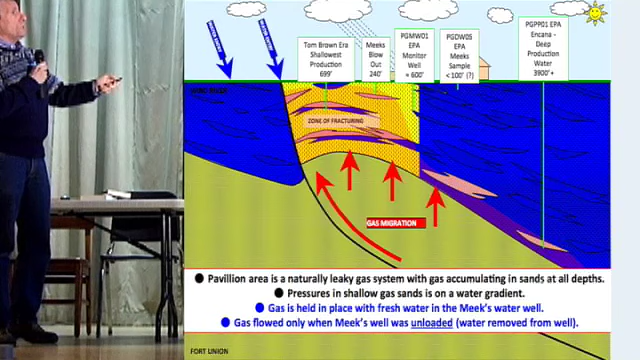 Tom Brown Era
Shallowest
Production
699'
Meeks
Blow
Out
240'
PGMW01
EPA
Monitor
Well
≈ 600'
PGDW05
EPA
Meeks
Sample
< 100' (?)
PGPP01 EPA
Encana -
Deep
Production
Water
3900'+
WIND RIVER
ZONE OF FRACTURING
GAS MIGRATION
● Pavillion area is a naturally leaky gas system with gas accumulating in sands at all depths.
● Pressures in shallow gas sands is on a water gradient.
● Gas is held in place with fresh water in the Meek's water well.
● Gas flowed only when Meek's well was unloaded (water removed from well).
FORT UNION